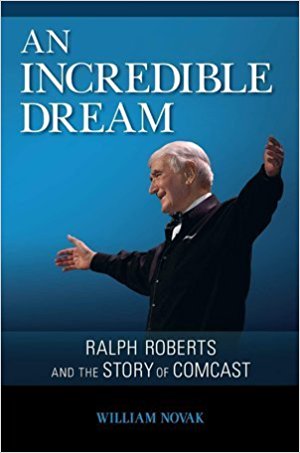 AN
INCREDIBLE
DREAM
RALPH ROBERTS
AND THE STORY OF COMCAST
WILLIAM NOVAK